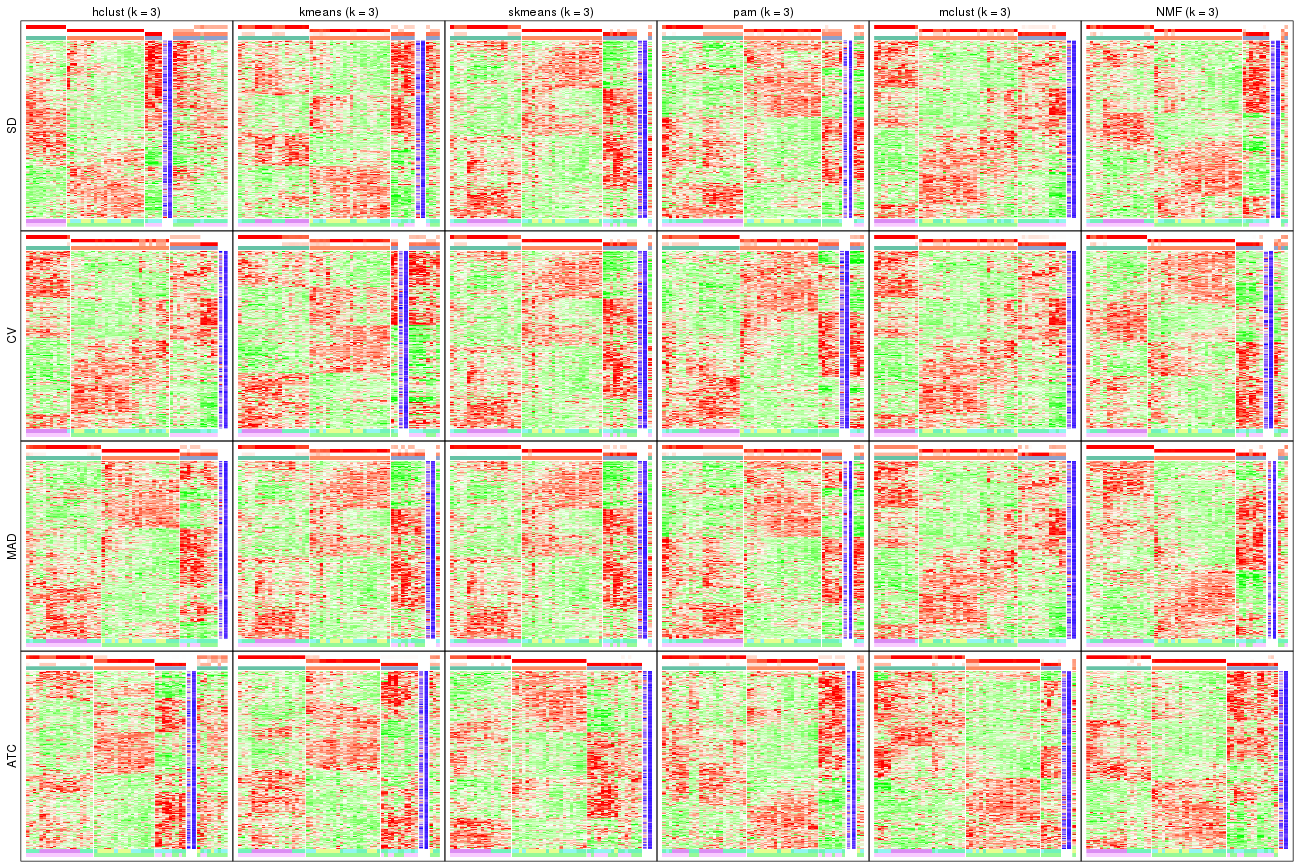 hclust (k = 3)
kmeans (k = 3)
skmeans (k = 3)
pam (k = 3)
mclust (k = 3)
NMF (k = 3)
SD
CV
MAD
ATC